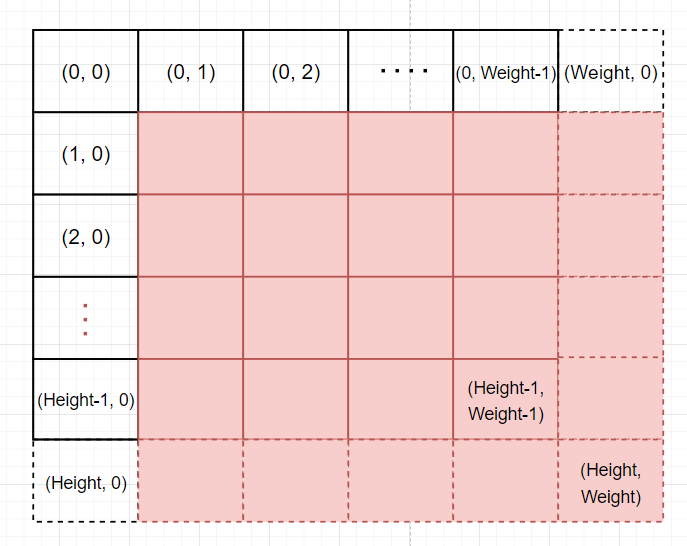 (0, 0) (0, 1) (0, 2) ···· (0, Weight-1) (Weight, 0)
(1, 0)
(2, 0)
⋮
(Height-1, 0) (Height-1,
Weight-1)
(Height, 0) (Height,
Weight)